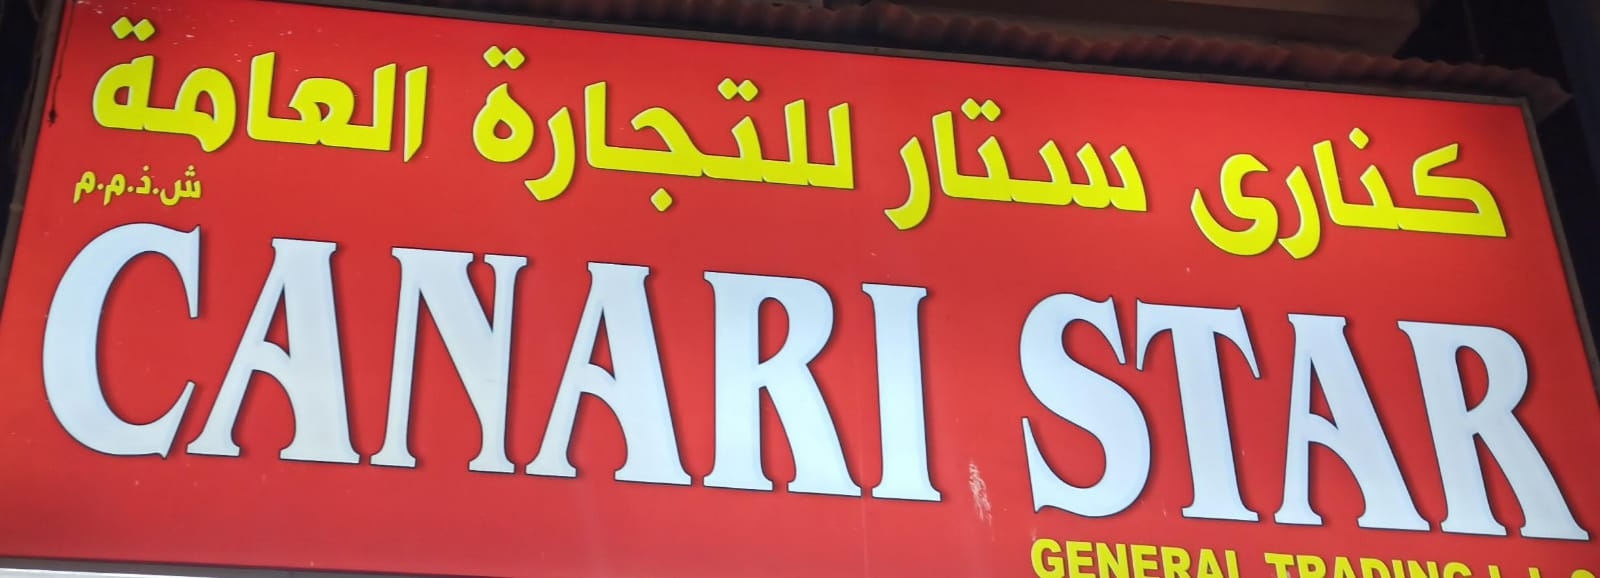 كنارى ستار للتجارة العامة
ش.ذ.م.م
CANARI STAR
GENERAL TRADING L.L.C